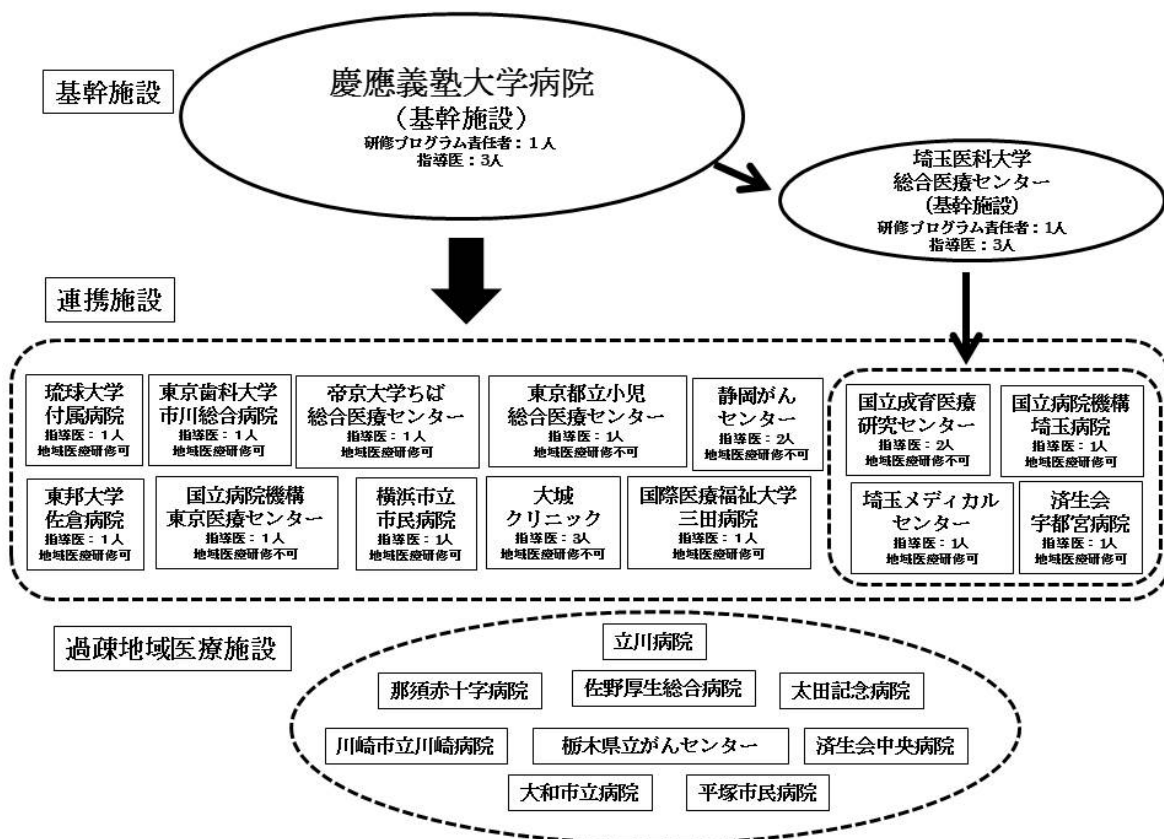 基幹施設
慶應義塾大学病院
(基幹施設)
研修プログラム責任者:1人
指導医:3人
埼玉医科大学
総合医療センター
(基幹施設)
研修プログラム責任者:1人
指導医:3人
連携施設
琉球大学
付属病院
指導医:1人
地域医療研修可
東京歯科大学
市川総合病院
指導医:1人
地域医療研修可
帝京大学ちば
総合医療センター
指導医:1人
地域医療研修可
東京都立小児
総合医療センター
指導医:1人
地域医療研修不可
静岡がん
センター
指導医:2人
地域医療研修不可
国立成育医療
研究センター
指導医:2人
地域医療研修不可
国立病院機構
埼玉病院
指導医:1人
地域医療研修可
東邦大学
佐倉病院
指導医:1人
地域医療研修可
国立病院機構
東京医療センター
指導医:1人
地域医療研修不可
横浜市立
市民病院
指導医:1人
地域医療研修可
大城
クリニック
指導医:3人
地域医療研修不可
国際医療福祉大学
三田病院
指導医:1人
地域医療研修可
埼玉メディカル
センター
指導医:1人
地域医療研修可
済生会
宇都宮病院
指導医:1人
地域医療研修可
過疎地域医療施設
立川病院
那須赤十字病院
佐野厚生総合病院
太田記念病院
川崎市立川崎病院
栃木県立がんセンター
済生会中央病院
大和市立病院
平塚市民病院